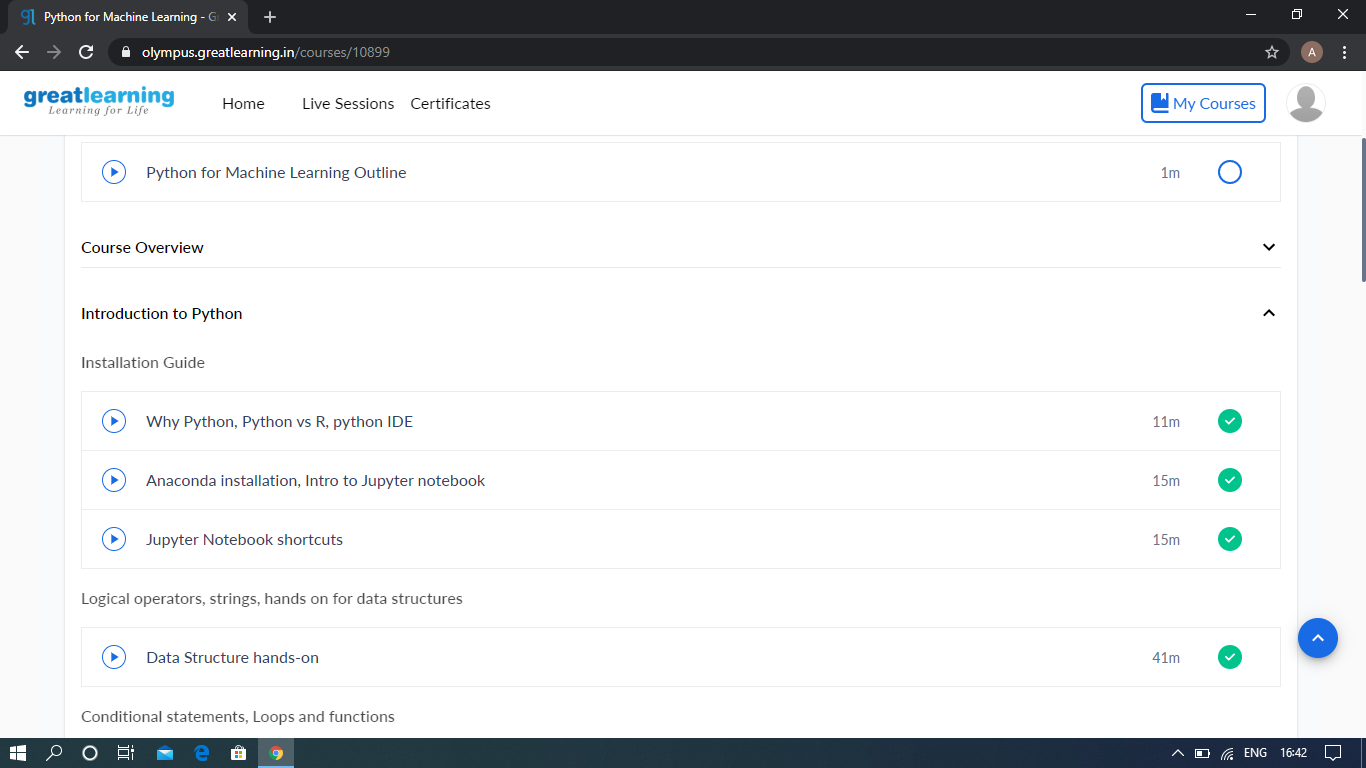 Python for Machine Learning - G
olympus.greatlearning.in/courses/10899
A
greatlearning
Learning for Life
Home
Live Sessions
Certificates
My Courses
Python for Machine Learning Outline
1m
Course Overview
Introduction to Python
Installation Guide
Why Python, Python vs R, python IDE
11m
Anaconda installation, Intro to Jupyter notebook
15m
Jupyter Notebook shortcuts
15m
Logical operators, strings, hands on for data structures
Data Structure hands-on
41m
Conditional statements, Loops and functions
ENG
16:42